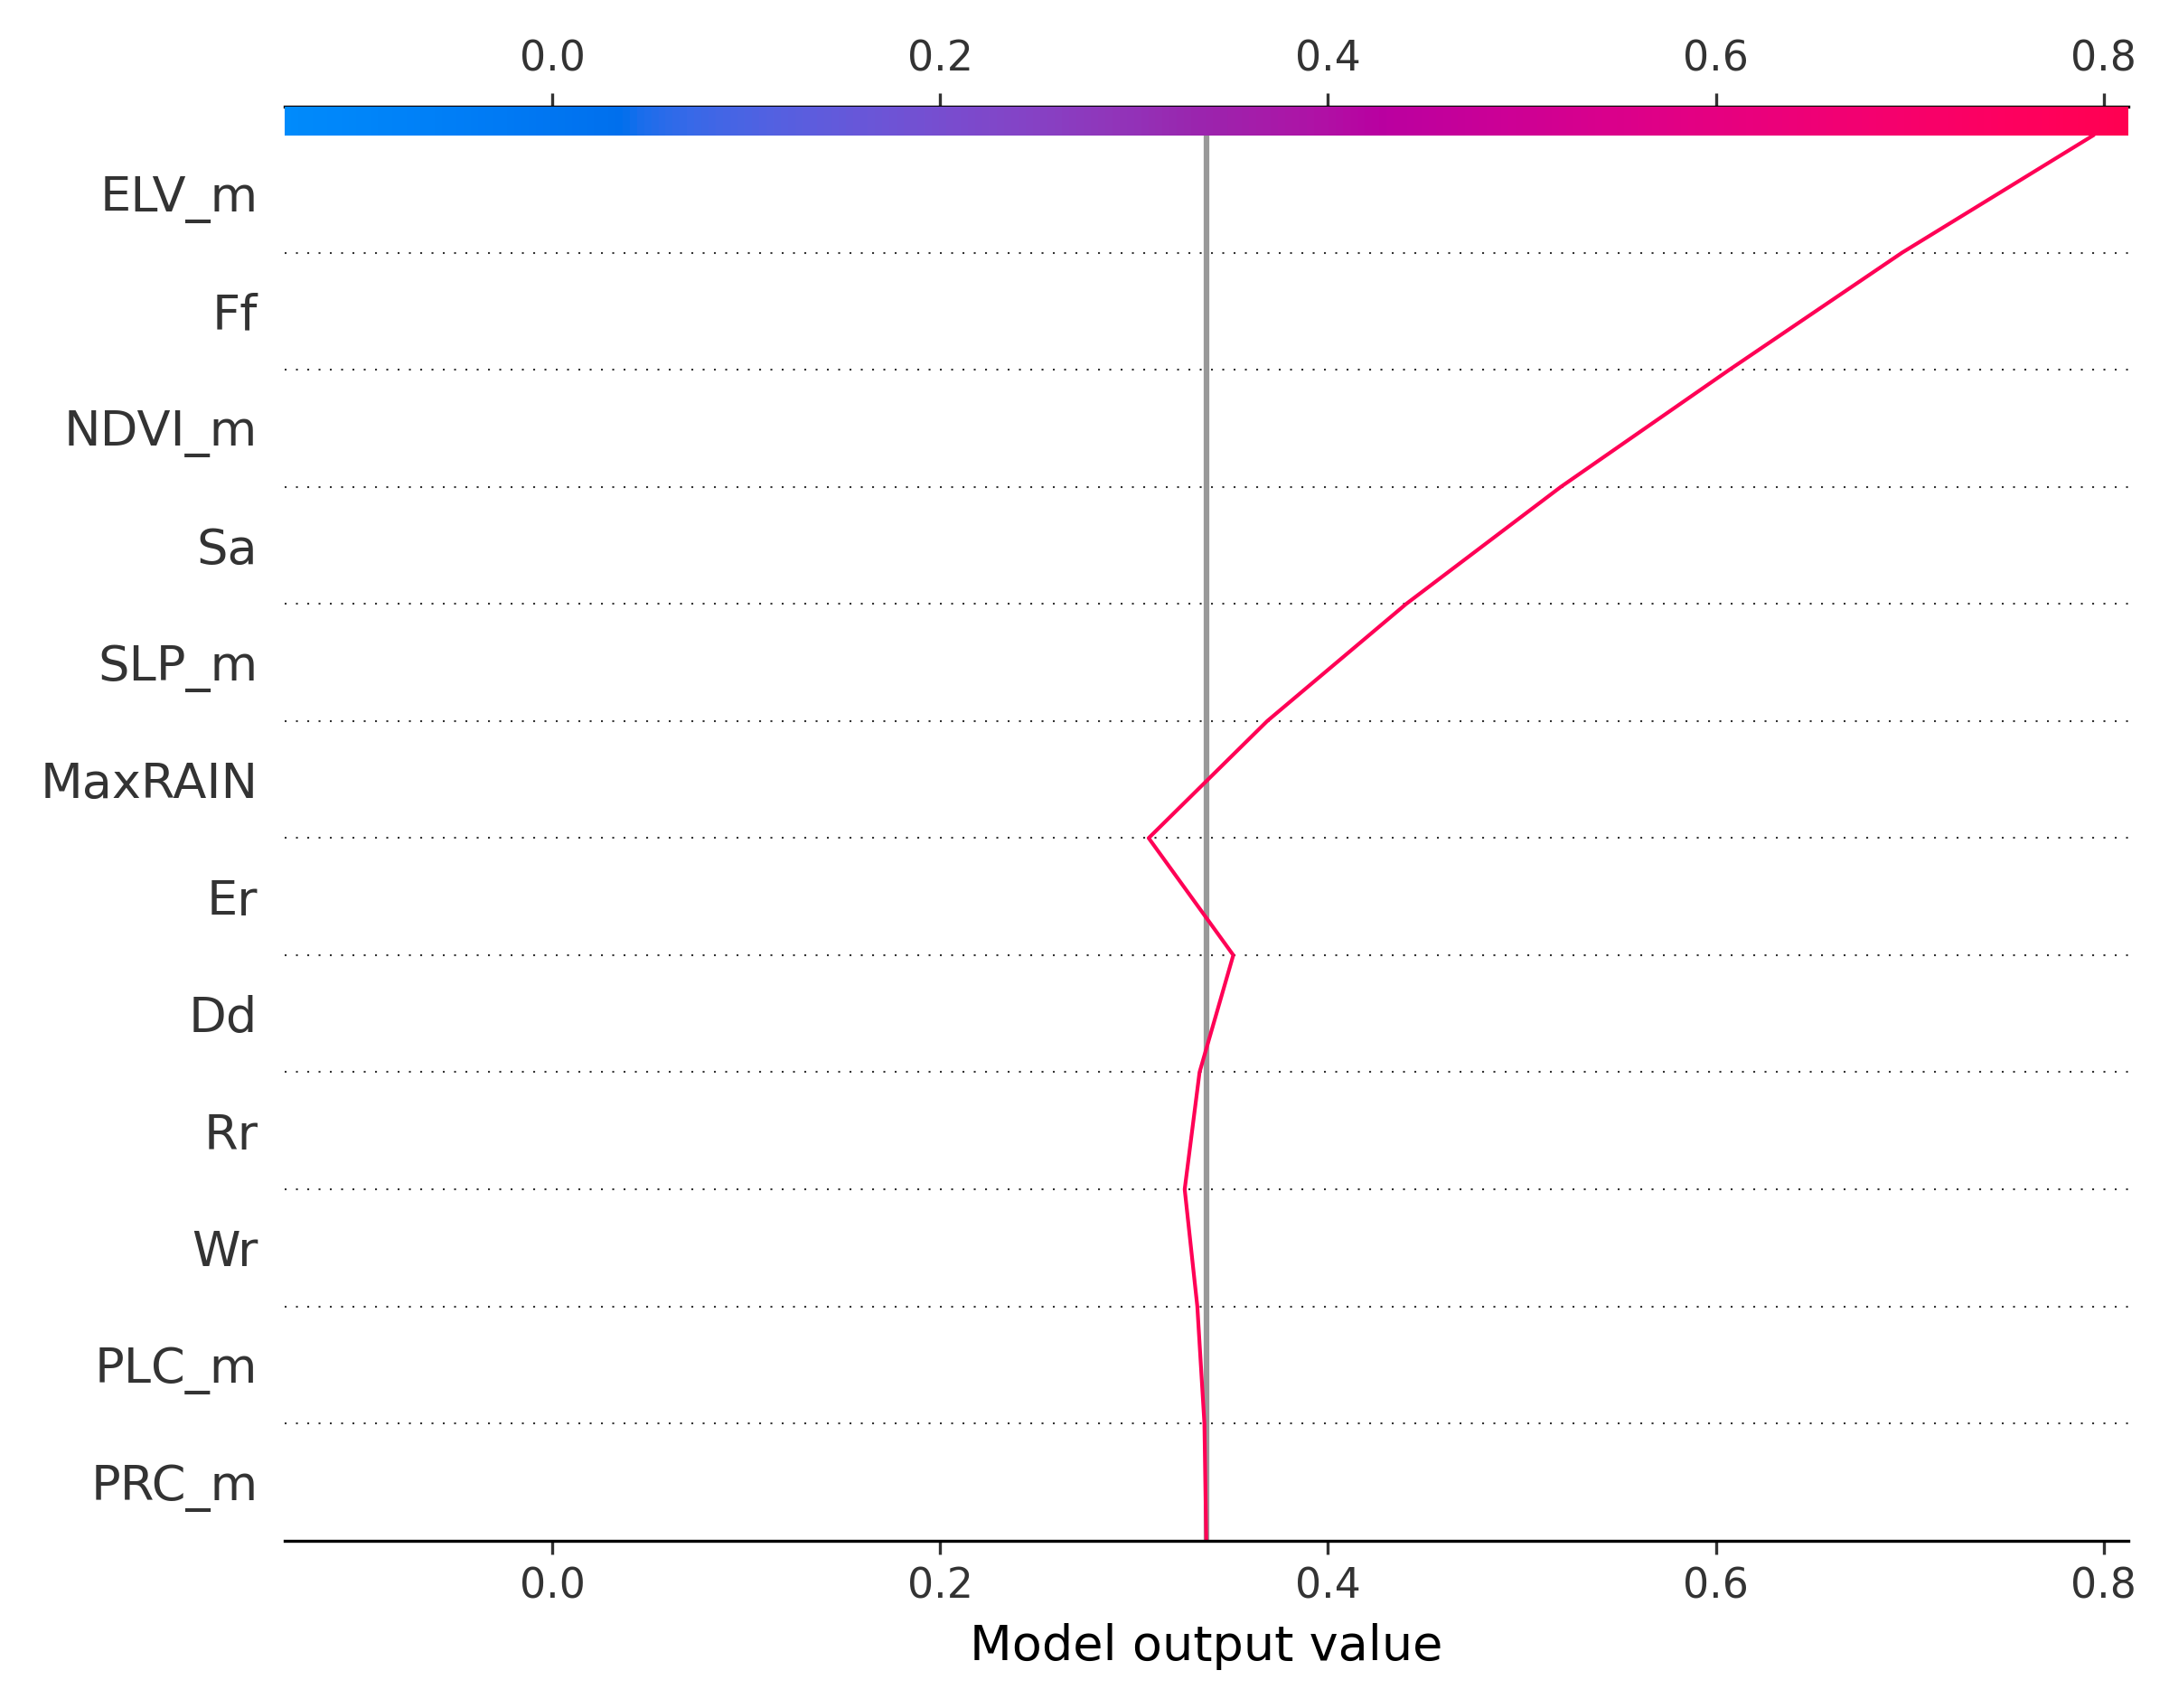 0.0 0.2 0.4 0.6 0.8
ELV_m
Ff
NDVI_m
Sa
SLP_m
MaxRAIN
Er
Dd
Rr
Wr
PLC_m
PRC_m
0.0 0.2 0.4 0.6 0.8
Model output value